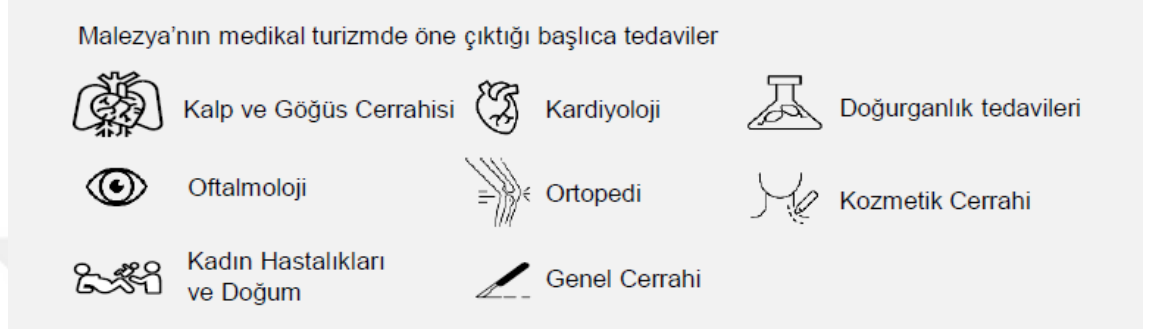 Malezya’nın medikal turizmde öne çıktığı başlıca tedaviler
Kalp ve Göğüs Cerrahisi
Kardiyoloji
Doğurganlık tedavileri
Oftalmoloji
Ortopedi
Kozmetik Cerrahi
Kadın Hastalıkları
ve Doğum
Genel Cerrahi